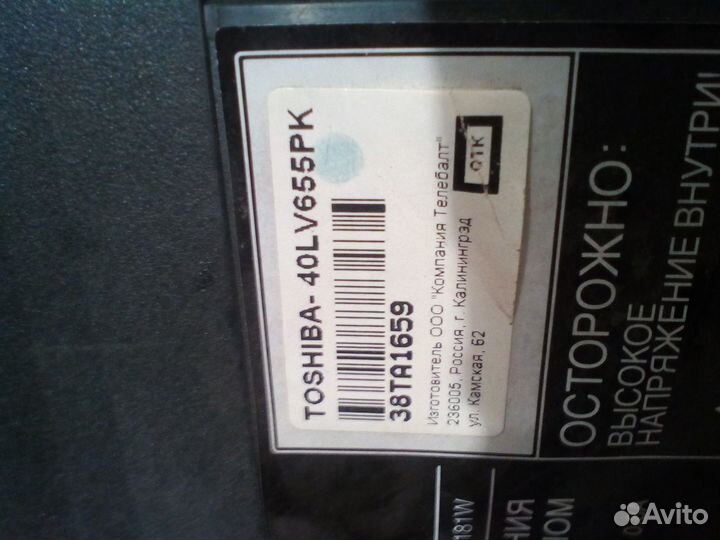 TOSHIBA- 40LV655PK
38TA1659
Изготовитель ООО "Компания Телебалт"
236005, Россия, г. Калининград
ул. Камская, 62
ОТК
ОСТОРОЖНО:
ВЫСОКОЕ
НАПРЯЖЕНИЕ ВНУТРИ
181W
Avito